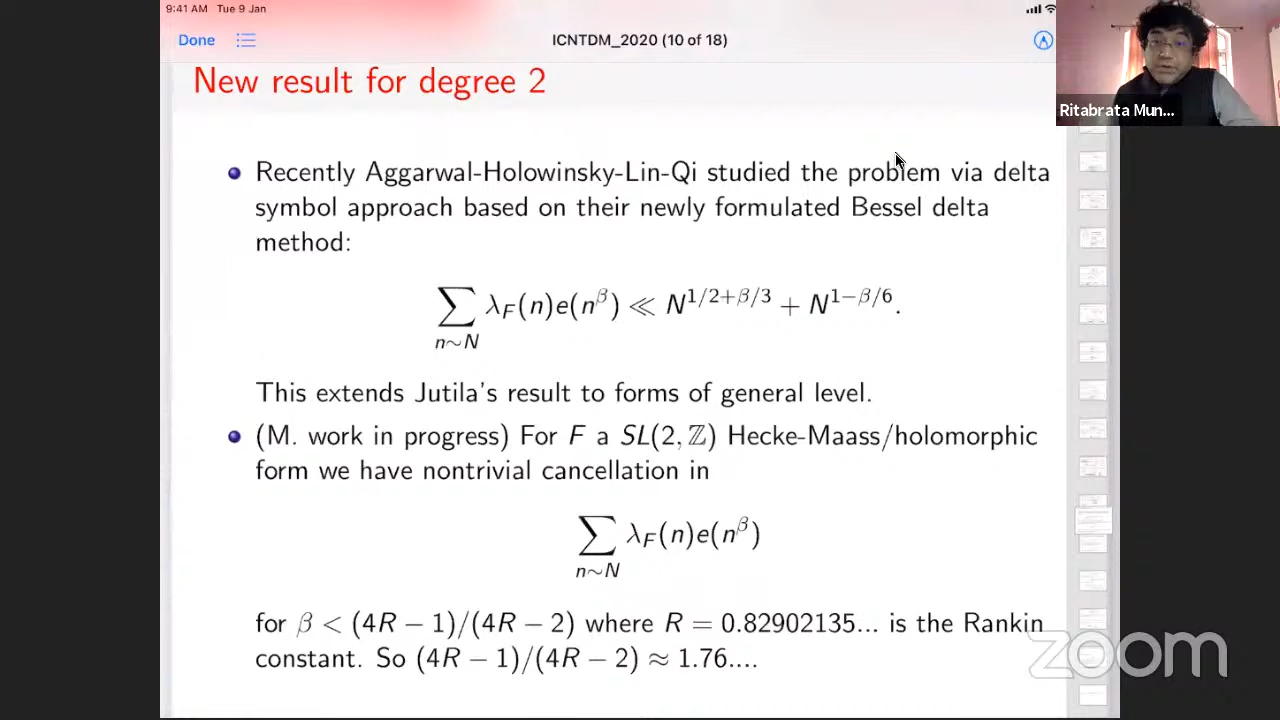 9:41 AM Tue 9 Jan
Done
ICNTDM_2020 (10 of 18)
New result for degree 2
Ritabrata Mun...
Recently Aggarwal-Holowinsky-Lin-Qi studied the problem via delta
symbol approach based on their newly formulated Bessel delta
method:
∑_{n∼N} λ_F(n)e(n^β) ≪ N^{1/2+β/3} + N^{1−β/6}.
This extends Jutila's result to forms of general level.
(M. work in progress) For F a SL(2, ℤ) Hecke-Maass/holomorphic
form we have nontrivial cancellation in
∑_{n∼N} λ_F(n)e(n^β)
for β < (4R − 1)/(4R − 2) where R = 0.82902135... is the Rankin
constant. So (4R − 1)/(4R − 2) ≈ 1.76....
zoom